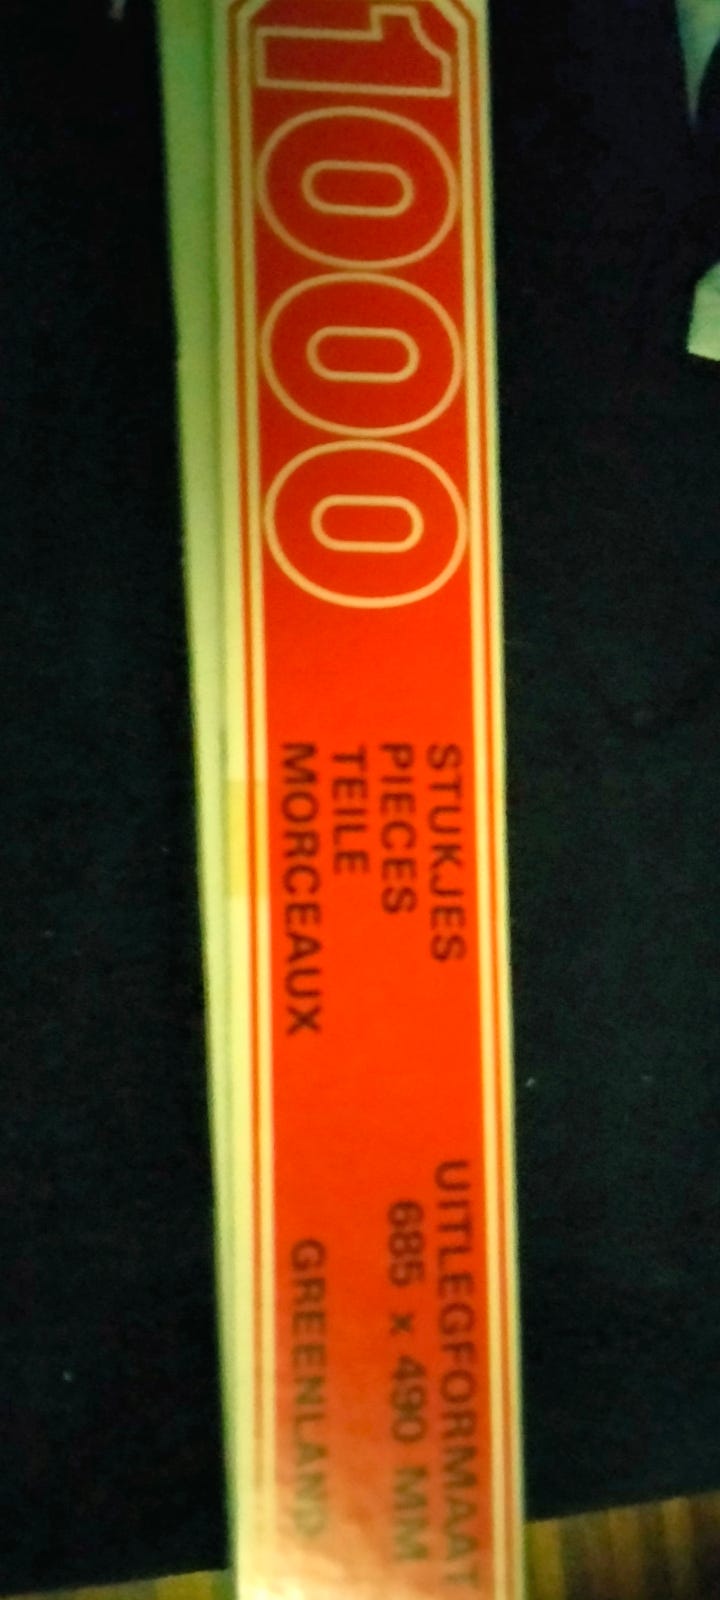 1000
STUKJES
PIECES
TEILE
MORCEAUX
UITLEGFORMAAT
685 x 490 MM
GREENLAND